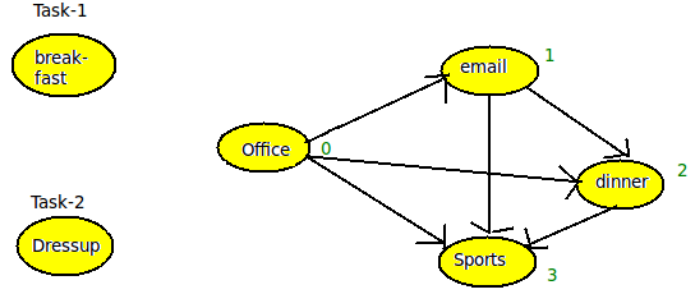 Task-1
break-
fast
email
1
Office
0
dinner
2
Task-2
Dressup
Sports
3